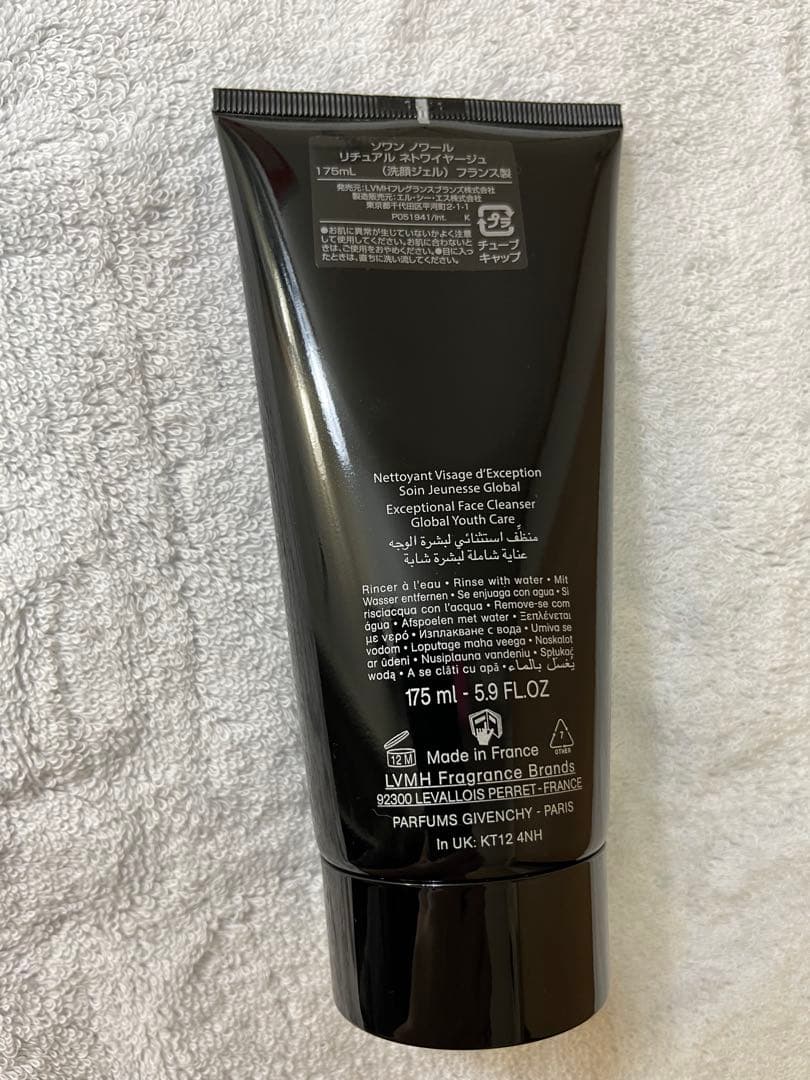 ソワン ノワール
リチュアル ネトワイヤージュ
175mL （洗顔ジェル）フランス製
発売元：LVMHフレグランスブランズ株式会社
製造販売元：エル・シー・エス株式会社
東京都千代田区平河町2-1-1
P051941/Int. K
●お肌に異常が生じていないかよく注意
して使用してください。お肌に合わないと
きは、ご使用をおやめください。●目に入っ
たときは、直ちに洗い流してください。
プラ
チューブ
キャップ
Nettoyant Visage d'Exception
Soin Jeunesse Global
Exceptional Face Cleanser
Global Youth Care
منظِّف استثنائي لبشرة الوجه
عناية شاملة لبشرة شابة
Rincer à l'eau • Rinse with water • Mit
Wasser entfernen • Se enjuaga con agua • Si
risciacqua con l'acqua • Remove-se com
água • Afspoelen met water • Ξεπλένεται
με νερό • Изплакване с вода • Umiva se
vodom • Loputage maha veega • Naskalot
ar ūdeni • Nusiplauna vandeniu • Spłukać
wodą • A se clăti cu apă • يُغسل بالماء
175 ml - 5.9 FL.OZ
12 M
Made in France
7
OTHER
LVMH Fragrance Brands
92300 LEVALLOIS PERRET-FRANCE
PARFUMS GIVENCHY - PARIS
In UK: KT12 4NH